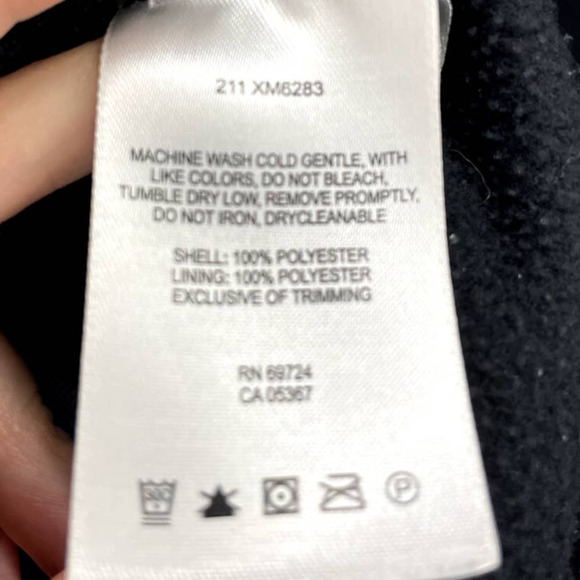 211 XM6283
MACHINE WASH COLD GENTLE, WITH
LIKE COLORS, DO NOT BLEACH,
TUMBLE DRY LOW, REMOVE PROMPTLY,
DO NOT IRON, DRYCLEANABLE
SHELL: 100% POLYESTER
LINING: 100% POLYESTER
EXCLUSIVE OF TRIMMING
RN 69724
CA 05367
30C
P